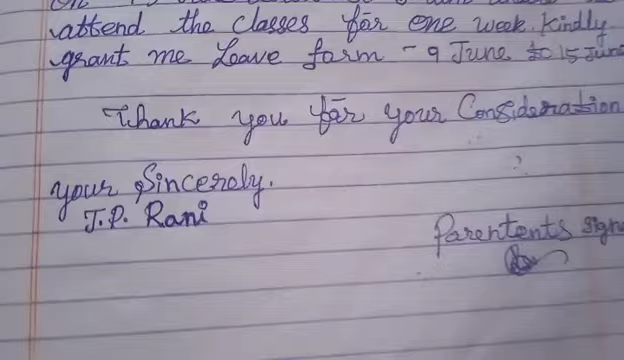 attend the classes for one weak. Kindly
grant me Leave form - 9 June to 15 June
Thank you for your Consideration
your Sincerely.
T.P. Rani
Parentents sign